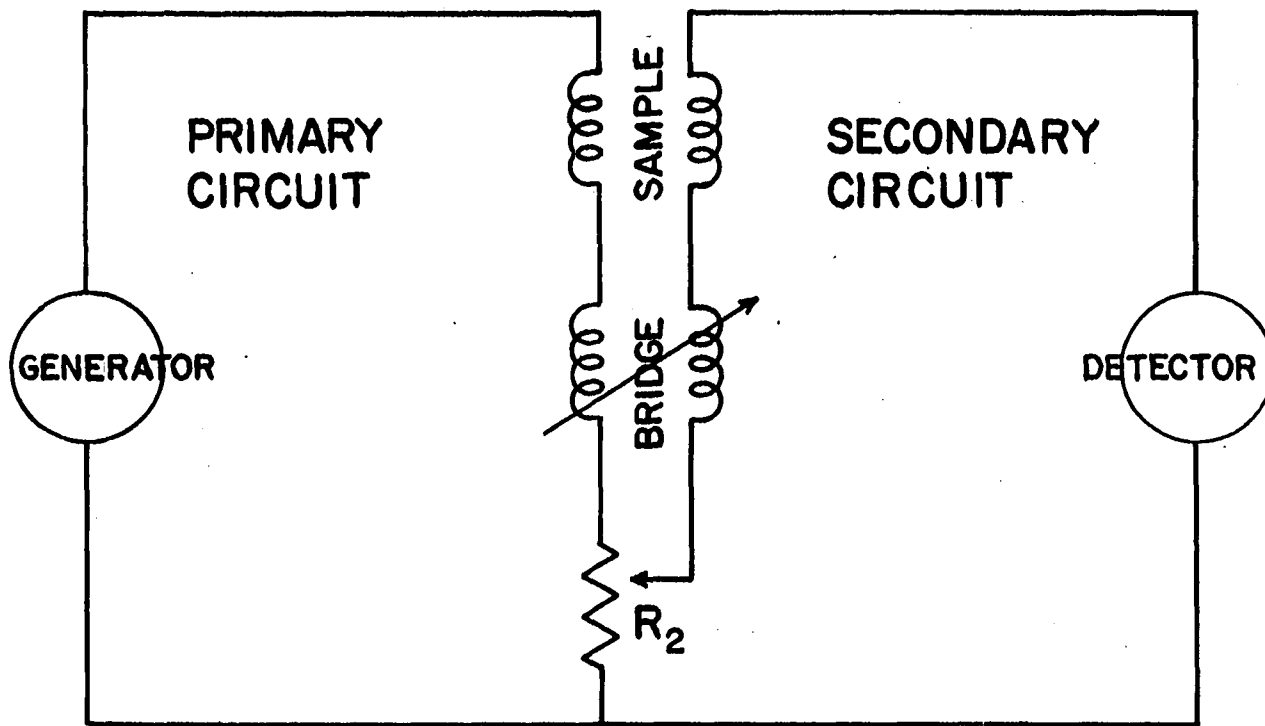 PRIMARY
CIRCUIT
SAMPLE
SECONDARY
CIRCUIT
GENERATOR
BRIDGE
DETECTOR
R2